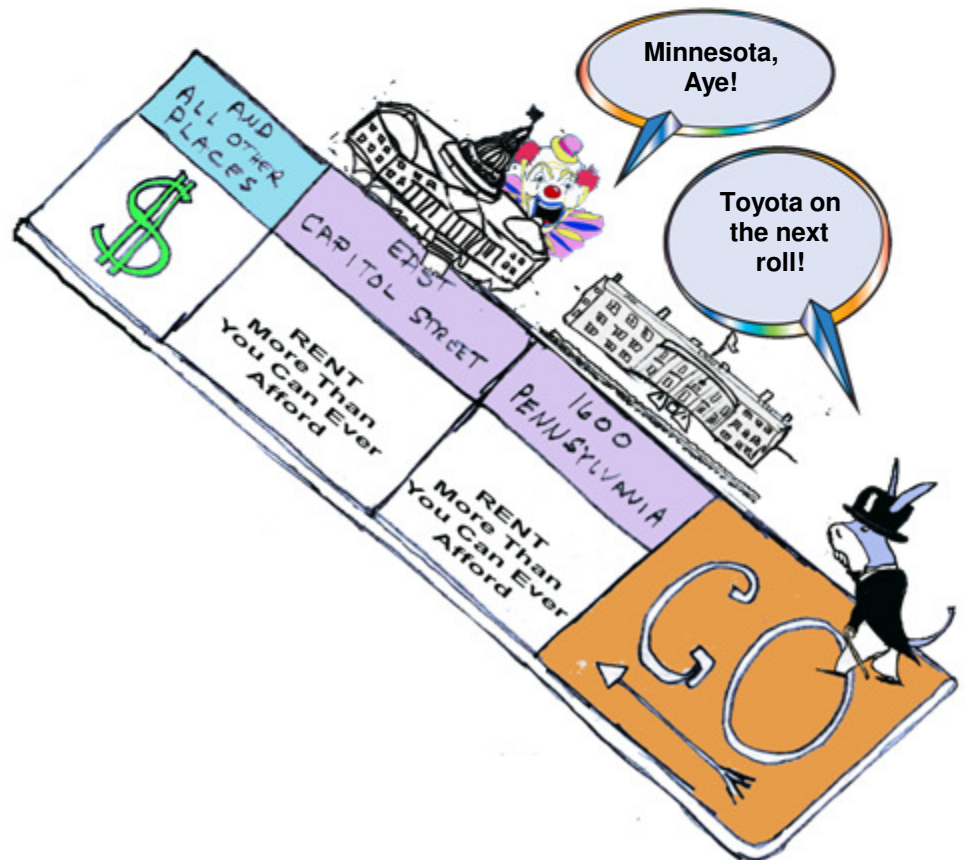 Minnesota,
Aye!
Toyota on
the next
roll!
AND
ALL OTHER
PLACES
$
EAST
CAPITOL STREET
RENT
More Than
You Can Ever
Afford
1600
PENNSYLVANIA
RENT
More Than
You Can Ever
Afford
GO